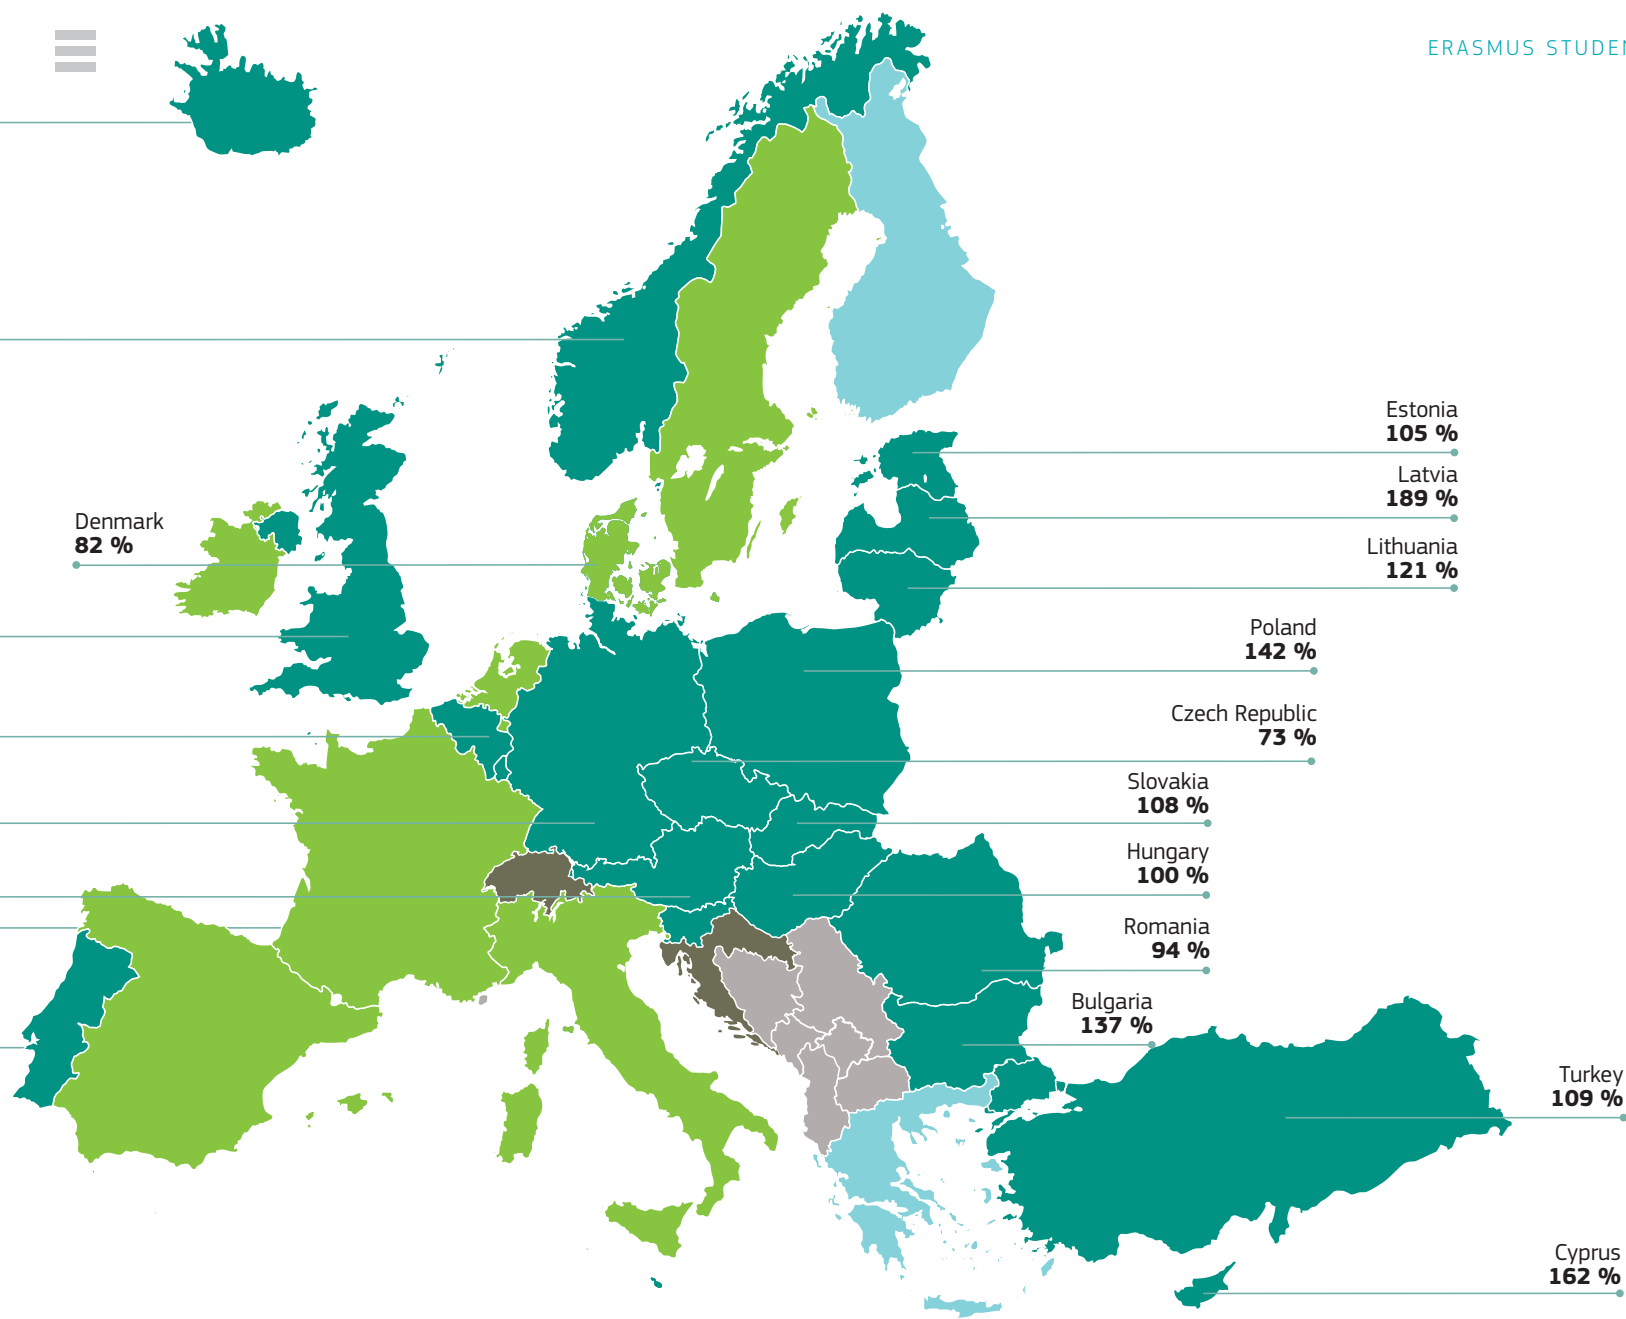 ERASMUS
Estonia
105 %
Latvia
189 %
Lithuania
121 %
Denmark
82 %
Poland
142 %
Czech Republic
73 %
Slovakia
108 %
Hungary
100 %
Romania
94 %
Bulgaria
137 %
Turkey
109 %
Cyprus
162 %